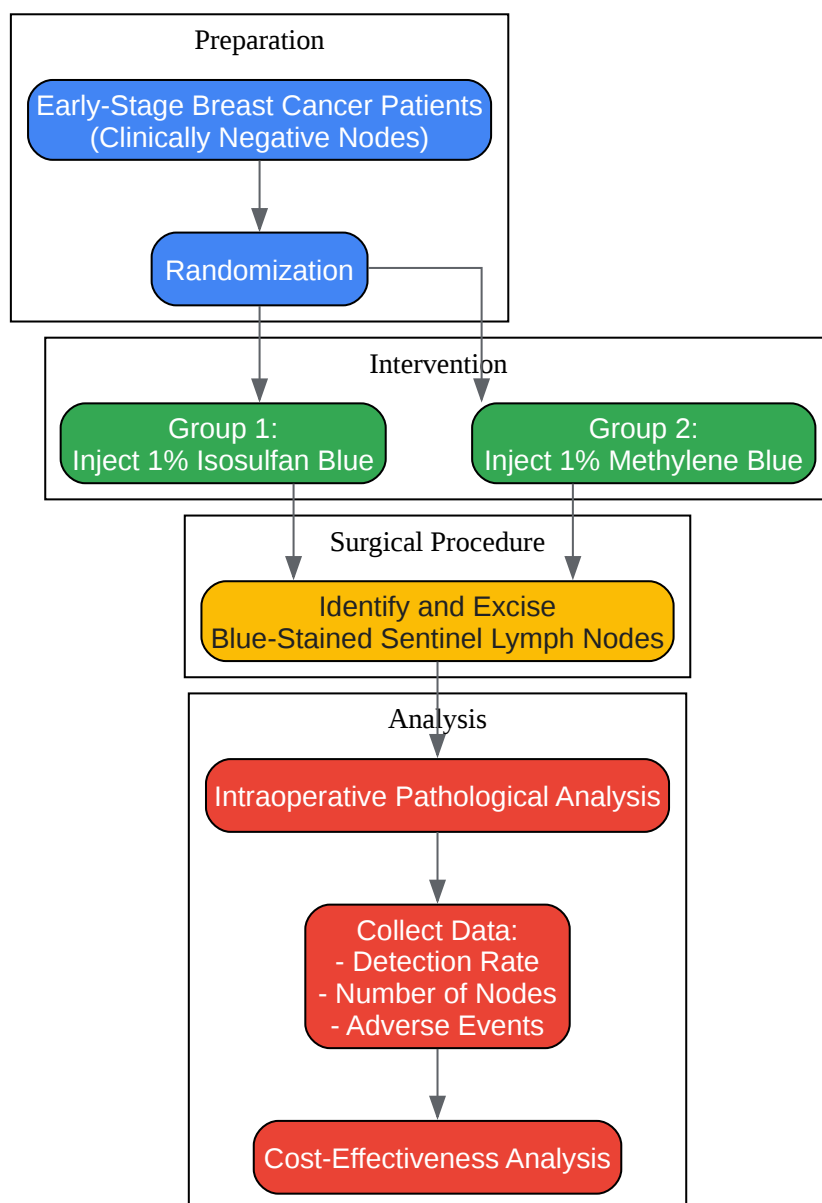 Preparation
Early-Stage Breast Cancer Patients
(Clinically Negative Nodes)
Randomization
Intervention
Group 1:
Inject 1% Isosulfan Blue
Group 2:
Inject 1% Methylene Blue
Surgical Procedure
Identify and Excise
Blue-Stained Sentinel Lymph Nodes
Analysis
Intraoperative Pathological Analysis
Collect Data:
- Detection Rate
- Number of Nodes
- Adverse Events
Cost-Effectiveness Analysis